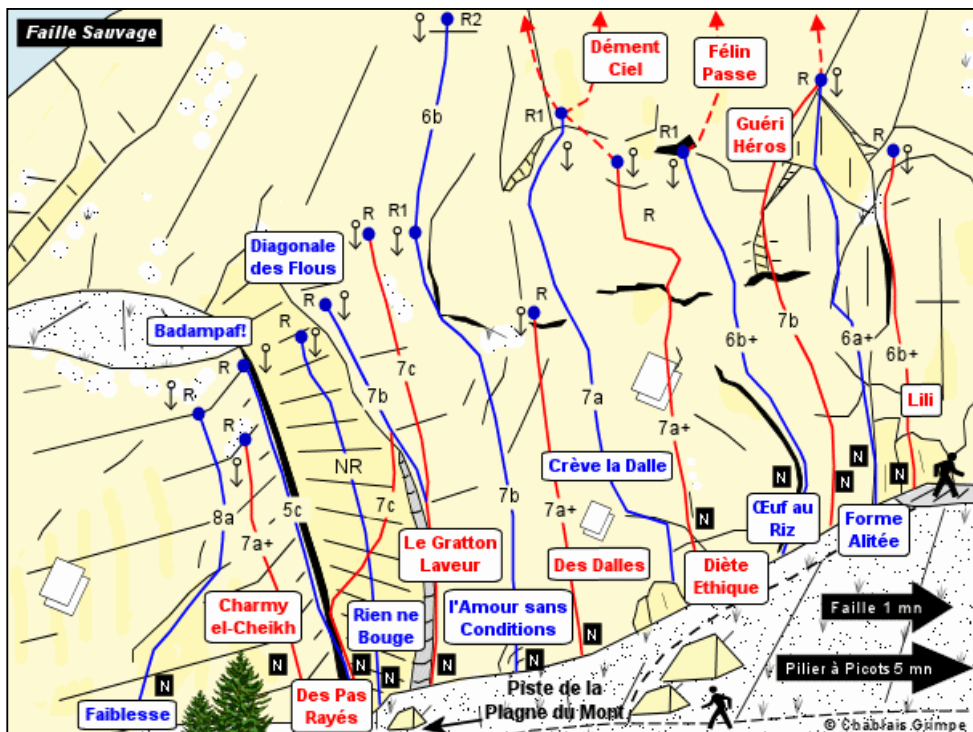 Faille Sauvage
R2
Dément
Ciel
Félin
Passe
6b
R1
R1
R
Guéri
Héros
R
R
R1
R
Diagonale
des Flous
R
Badampaf!
R
R
7c
6b+
7b
6a+
6b+
R
7b
7a
Lili
R
NR
7a+
Crève la Dalle
N
N
N
8a
5c
7c
7b
7a+
N
Œuf au
Riz
Forme
Alitée
7a+
Le Gratton
Laveur
Des Dalles
Diète
Ethique
Charmy
el-Cheikh
Rien ne
Bouge
l'Amour sans
Conditions
Faille 1 mn
N
N
N
N
N
N
N
Pilier à Picots 5 mn
Faiblesse
Des Pas
Rayés
Piste de la
Plagne du Mont
© Chablais Grimpe